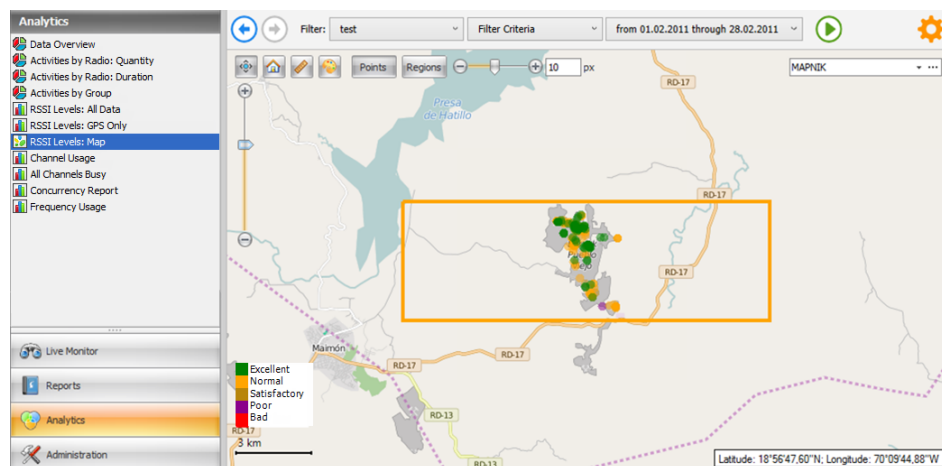 Analytics
Data Overview
Activities by Radio: Quantity
Activities by Radio: Duration
Activities by Group
RSSI Levels: All Data
RSSI Levels: GPS Only
RSSI Levels: Map
Channel Usage
All Channels Busy
Concurrency Report
Frequency Usage
Live Monitor
Reports
Analytics
Administration
Filter: test Filter Criteria from 01.02.2011 through 28.02.2011
Points Regions 10 px MAPNIK
RD-17
Presa
de Hatillo
RD-17
RD-17
Maimón
RD-17
RD-17
Excellent
Normal
Satisfactory
Poor
Bad
RD-13
RD-17
3 km
RD-13
Latitude: 18°56'47,60"N; Longitude: 70°09'44,88"W